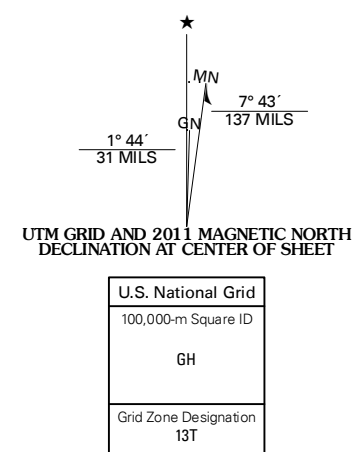 ★
MN
7° 43´
137 MILS
GN
1° 44´
31 MILS
UTM GRID AND 2011 MAGNETIC NORTH
DECLINATION AT CENTER OF SHEET
U.S. National Grid
100,000-m Square ID
GH
Grid Zone Designation
13T